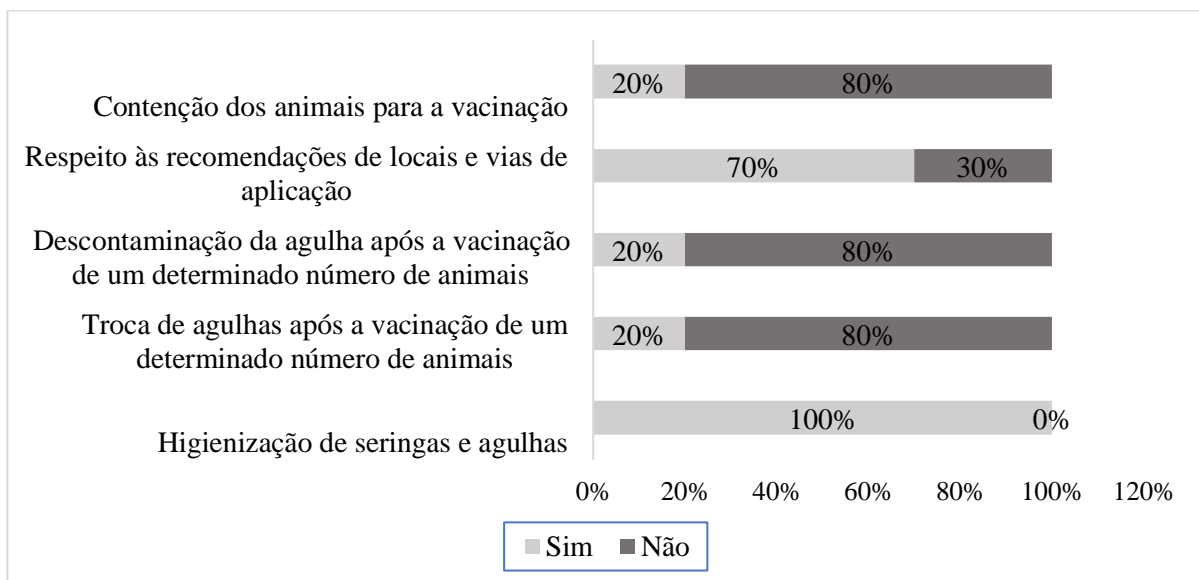 20% 80%
Contenção dos animais para a vacinação
Respeito às recomendações de locais e vias de
aplicação
70% 30%
Descontaminação da agulha após a vacinação
de um determinado número de animais
20% 80%
Troca de agulhas após a vacinação de um
determinado número de animais
20% 80%
100% 0%
Higienização de seringas e agulhas
0% 20% 40% 60% 80% 100% 120%
Sim Não